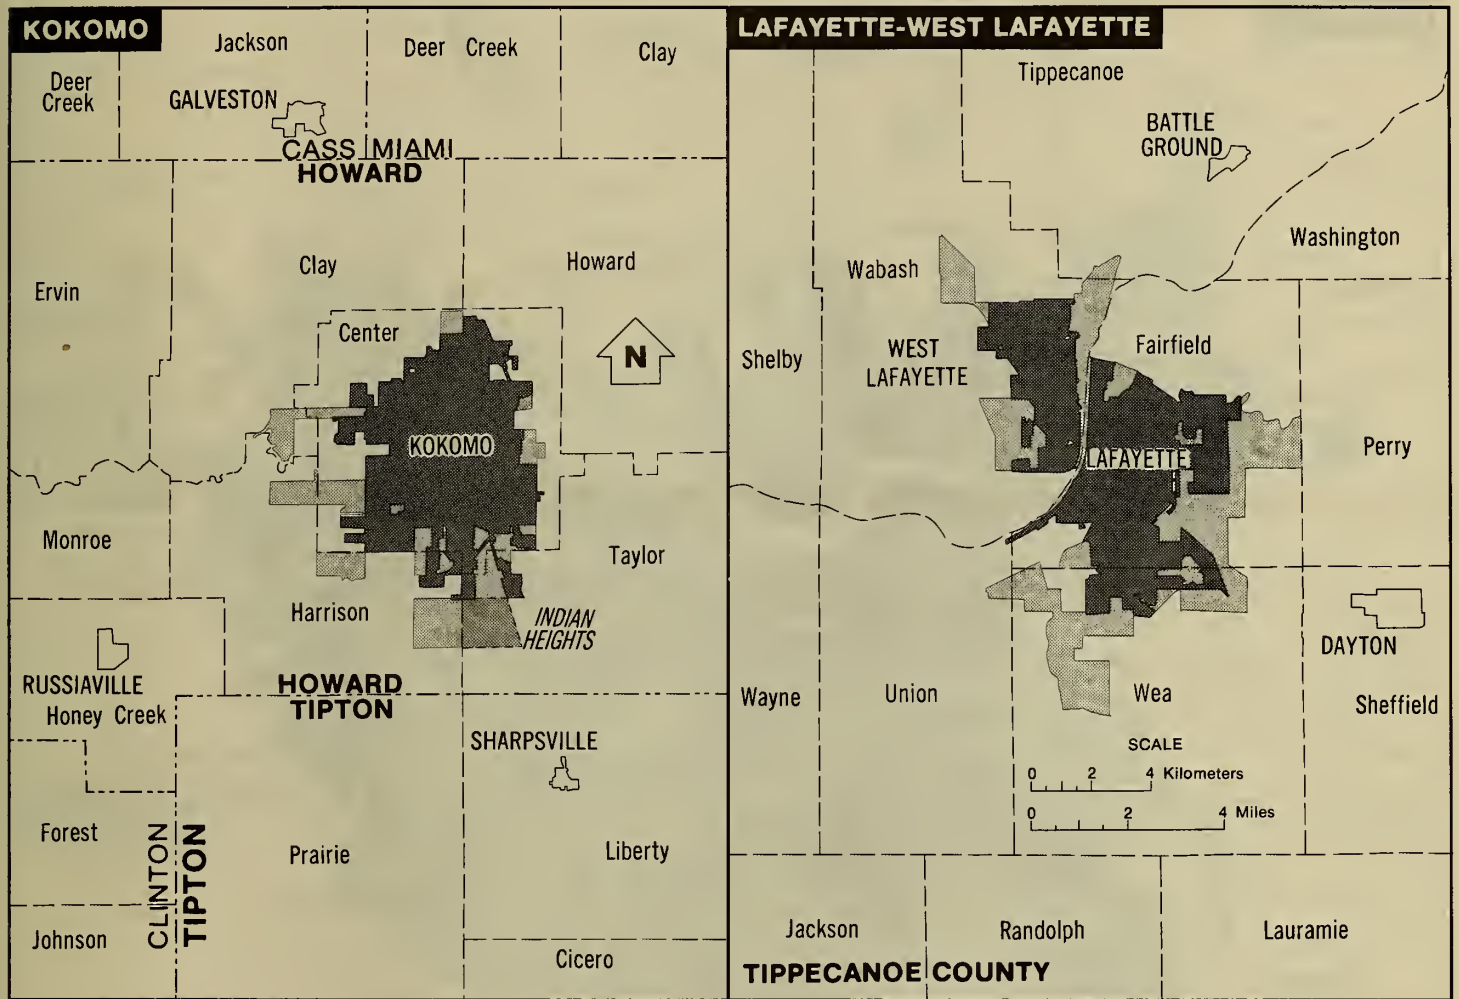 KOKOMO
Jackson
Deer Creek
Clay
Deer
Creek
GALVESTON
CASS
MIAMI
HOWARD
Ervin
Clay
Howard
Center
N
KOKOMO
Monroe
Taylor
Harrison
INDIAN
HEIGHTS
RUSSIAVILLE
Honey Creek
HOWARD
TIPTON
SHARPSVILLE
Forest
CLINTON
TIPTON
Prairie
Liberty
Johnson
Cicero
LAFAYETTE-WEST LAFAYETTE
Tippecanoe
BATTLE
GROUND
Washington
Wabash
Shelby
WEST
LAFAYETTE
Fairfield
Perry
LAFAYETTE
DAYTON
Wayne
Union
Wea
Sheffield
SCALE
0 2 4 Kilometers
0 2 4 Miles
Jackson
Randolph
Lauramie
TIPPECANOE COUNTY